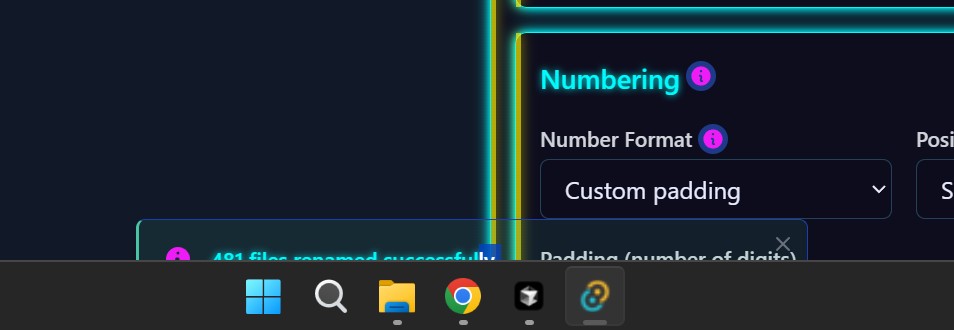 Numbering
Number Format
Posi
Custom padding
S
481 files renamed successfully
Padding (number of digits)